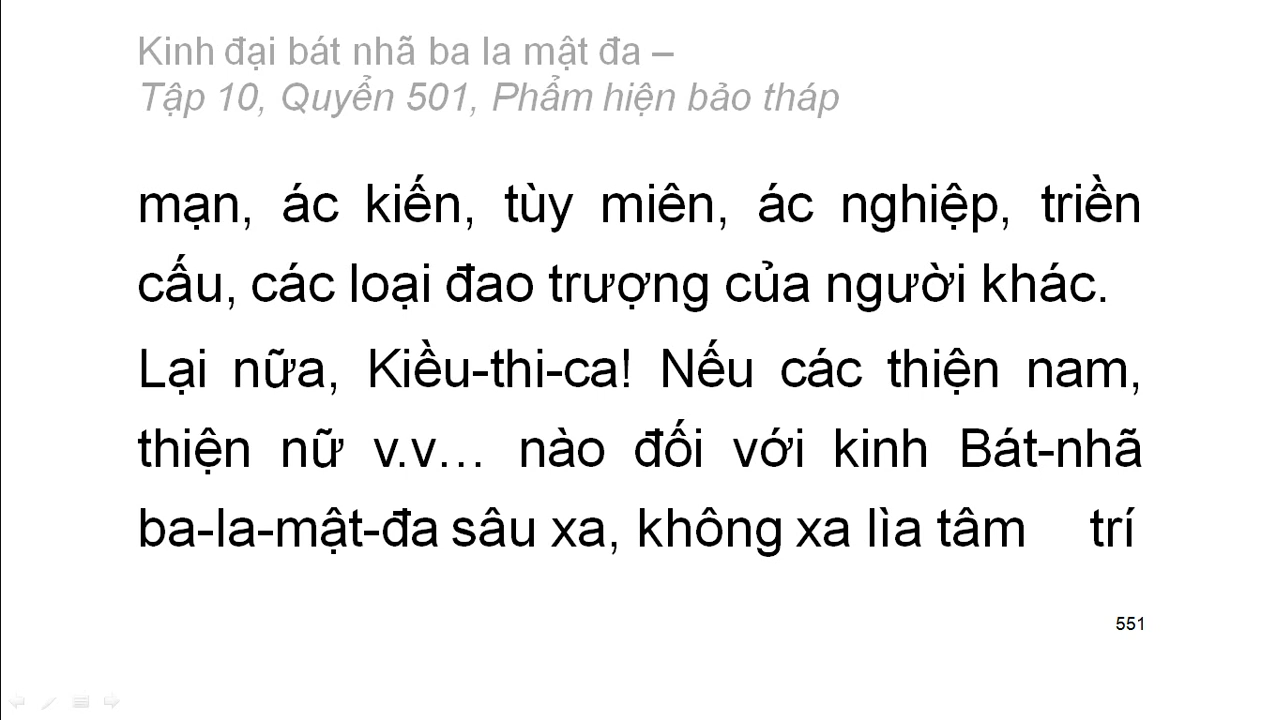 Kinh đại bát nhã ba la mật đa –
Tập 10, Quyển 501, Phẩm hiện bảo tháp
mạn, ác kiến, tùy miên, ác nghiệp, triền
cấu, các loại đao trượng của người khác.
Lại nữa, Kiều-thi-ca! Nếu các thiện nam,
thiện nữ v.v… nào đối với kinh Bát-nhã
ba-la-mật-đa sâu xa, không xa lìa tâm trí
551